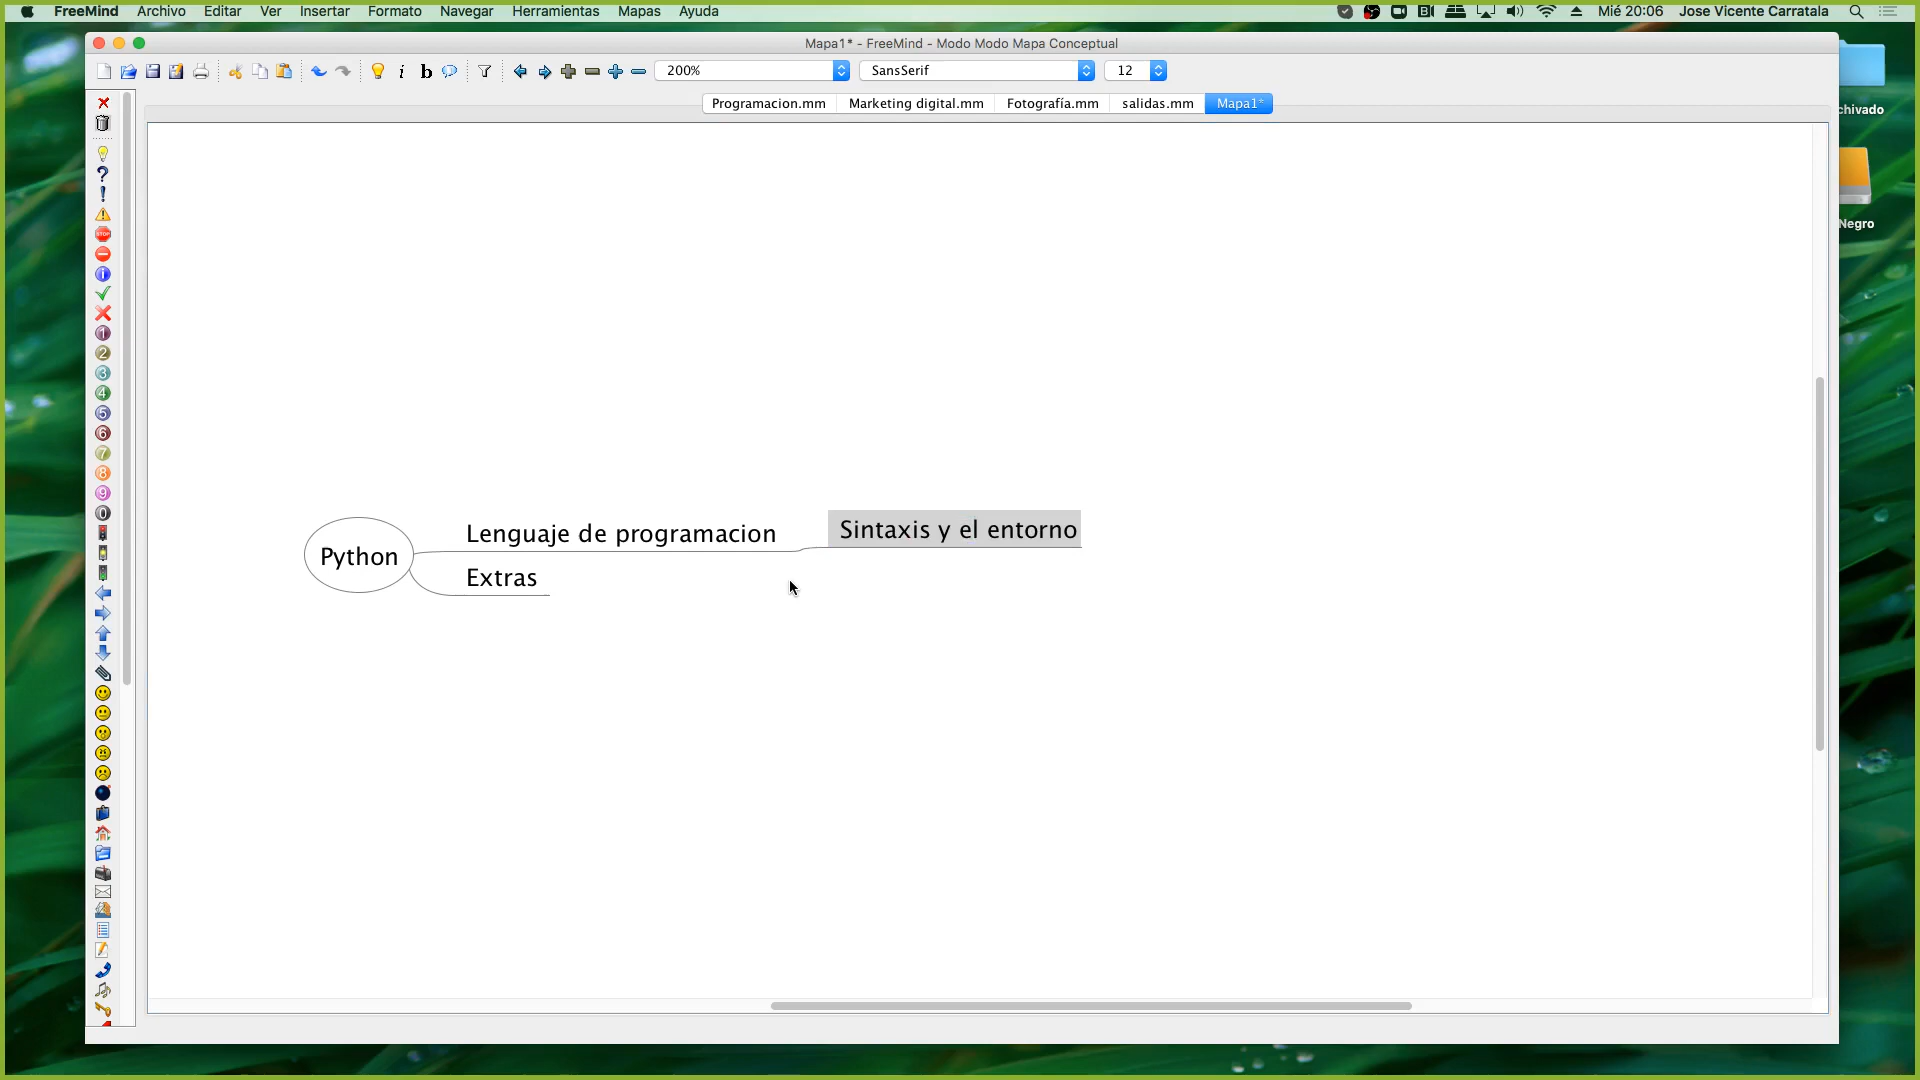 FreeMind Archivo Editar Ver Insertar Formato Navegar Herramientas Mapas Ayuda Mié 20:06 Jose Vicente Carratala
Mapa1* - FreeMind - Modo Modo Mapa Conceptual
i b 200% SansSerif 12
Programacion.mm Marketing digital.mm Fotografía.mm salidas.mm Mapa1*
chivado
Negro
Lenguaje de programacion Sintaxis y el entorno
Python
Extras